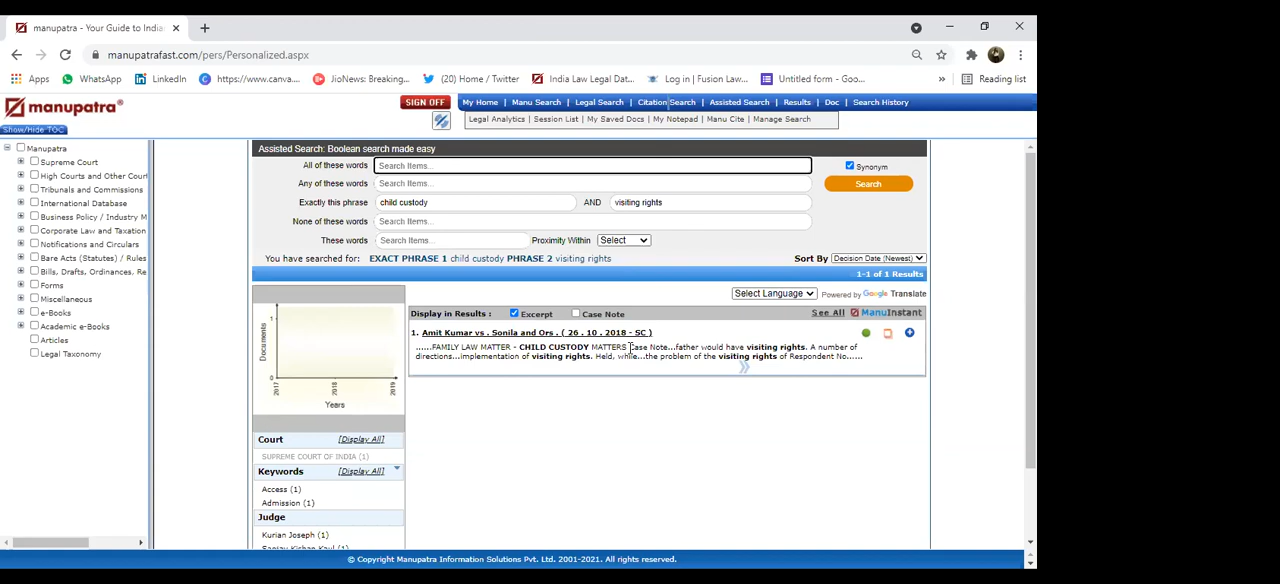 manupatra - Your Guide to India
manupatrafast.com/pers/Personalized.aspx
Apps WhatsApp LinkedIn https://www.canva.... JioNews: Breaking... (20) Home / Twitter India Law Legal Dat... Log in | Fusion Law... Untitled form - Goo... » Reading list
manupatra®
SIGN OFF
My Home | Manu Search | Legal Search | Citation Search | Assisted Search | Results | Doc | Search History
Legal Analytics | Session List | My Saved Docs | My Notepad | Manu Cite | Manage Search
Show/Hide TOC
Manupatra
Supreme Court
High Courts and Other Court
Tribunals and Commissions
International Database
Business Policy / Industry M
Corporate Law and Taxation
Notifications and Circulars
Bare Acts (Statutes) / Rules
Bills, Drafts, Ordinances, Re
Forms
Miscellaneous
e-Books
Academic e-Books
Articles
Legal Taxonomy
Assisted Search: Boolean search made easy
All of these words Search Items... Synonym
Any of these words Search Items... Search
Exactly this phrase child custody AND visiting rights
None of these words Search Items...
These words Search Items... Proximity Within Select
You have searched for: EXACT PHRASE 1 child custody PHRASE 2 visiting rights Sort By Decision Date (Newest)
1-1 of 1 Results
Select Language Powered by Google Translate
Display in Results : Excerpt Case Note See All ManuInstant
1. Amit Kumar vs . Sonila and Ors . ( 26 . 10 . 2018 - SC )
......FAMILY LAW MATTER - CHILD CUSTODY MATTERS Case Note...father would have visiting rights. A number of
directions...implementation of visiting rights. Held, while...the problem of the visiting rights of Respondent No......
Documents
1
0
2017
2018
2019
Years
Court [Display All]
SUPREME COURT OF INDIA (1)
Keywords [Display All]
Access (1)
Admission (1)
Judge
Kurian Joseph (1)
© Copyright Manupatra Information Solutions Pvt. Ltd. 2001-2021. All rights reserved.